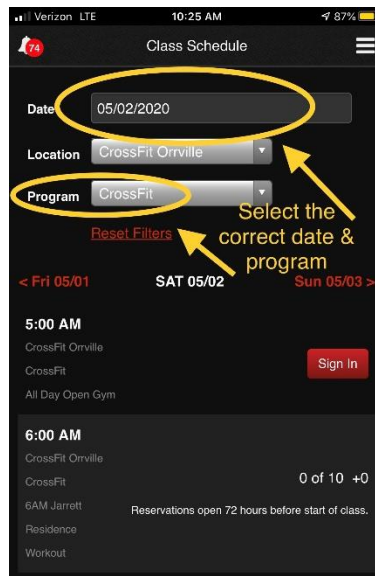 Verizon LTE 10:25 AM 87%
74 Class Schedule
Date 05/02/2020
Location CrossFit Orrville
Program CrossFit
Select the
Reset Filters correct date &
program
< Fri 05/01 SAT 05/02 Sun 05/03 >
5:00 AM
CrossFit Orrville
CrossFit Sign In
All Day Open Gym
6:00 AM
CrossFit Orrville
CrossFit 0 of 10 +0
6AM Jarrett Reservations open 72 hours before start of class.
Residence
Workout